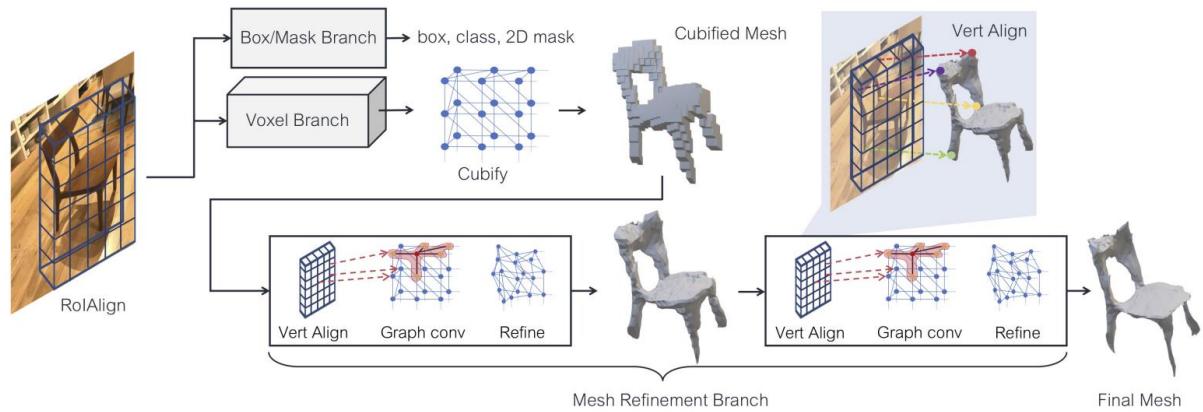 Box/Mask Branch
box, class, 2D mask
Cubified Mesh
Vert Align
Voxel Branch
Cubify
RoIAlign
Vert Align
Graph conv
Refine
Vert Align
Graph conv
Refine
Mesh Refinement Branch
Final Mesh